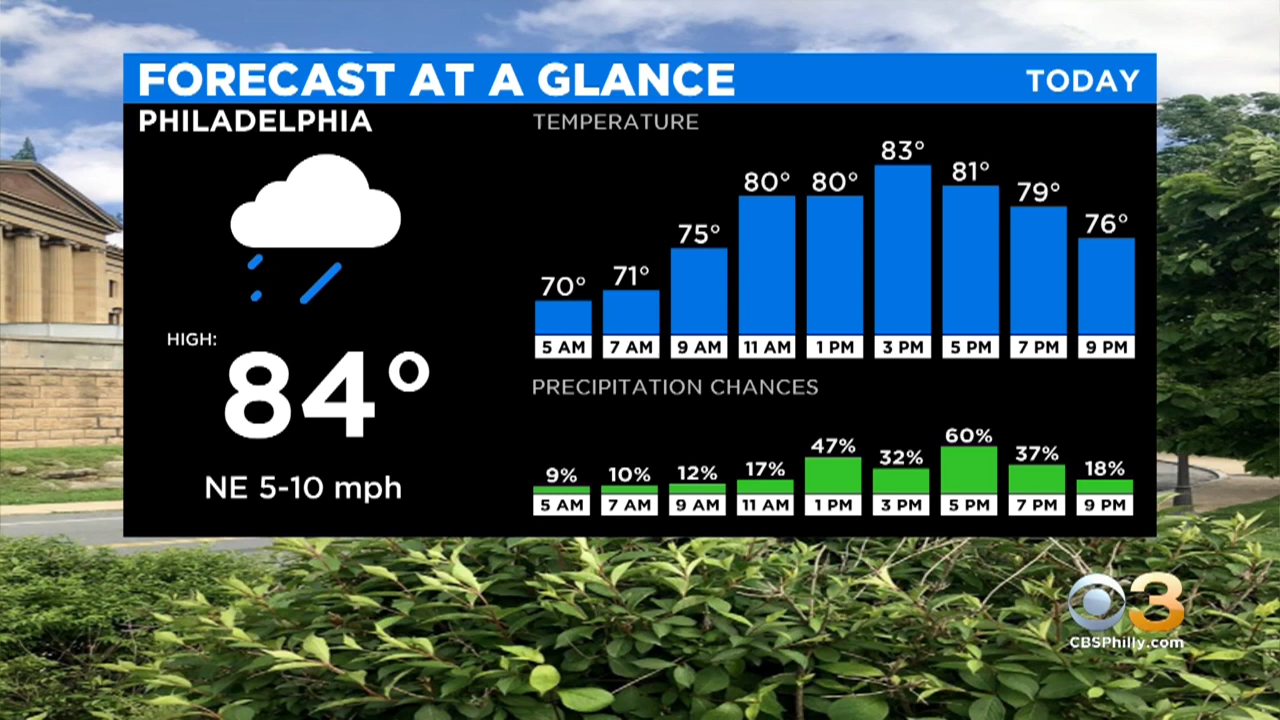 FORECAST AT A GLANCE TODAY
PHILADELPHIA
HIGH:
84°
NE 5-10 mph
TEMPERATURE
70° 71° 75° 80° 80° 83° 81° 79° 76°
5 AM 7 AM 9 AM 11 AM 1 PM 3 PM 5 PM 7 PM 9 PM
PRECIPITATION CHANCES
9% 10% 12% 17% 47% 32% 60% 37% 18%
5 AM 7 AM 9 AM 11 AM 1 PM 3 PM 5 PM 7 PM 9 PM
3
CBSPhilly.com